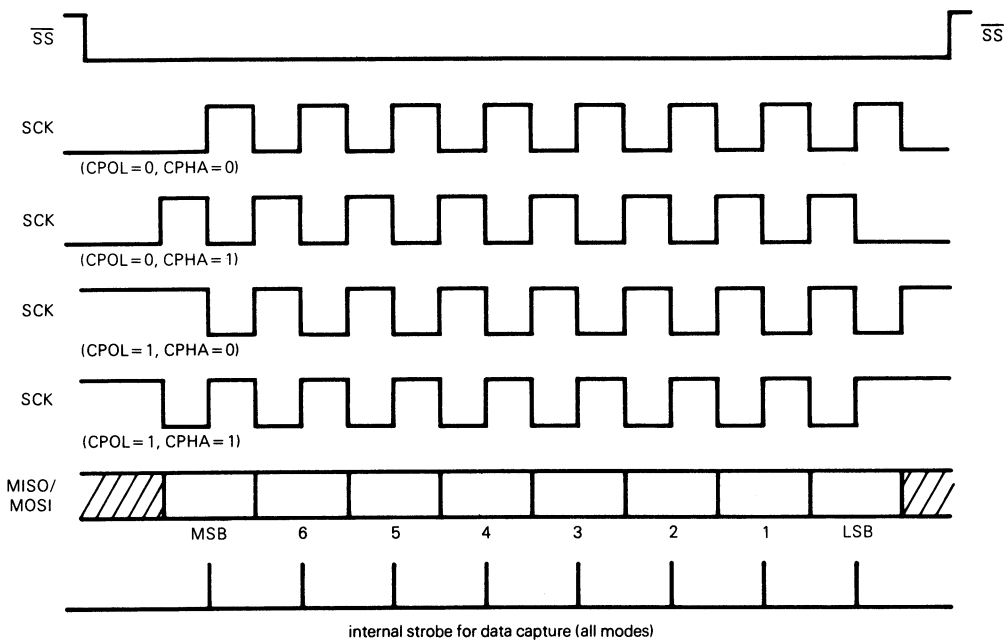 SS SS
SCK
(CPOL=0, CPHA=0)
SCK
(CPOL=0, CPHA=1)
SCK
(CPOL=1, CPHA=0)
SCK
(CPOL=1, CPHA=1)
MISO/
MOSI
MSB 6 5 4 3 2 1 LSB
internal strobe for data capture (all modes)